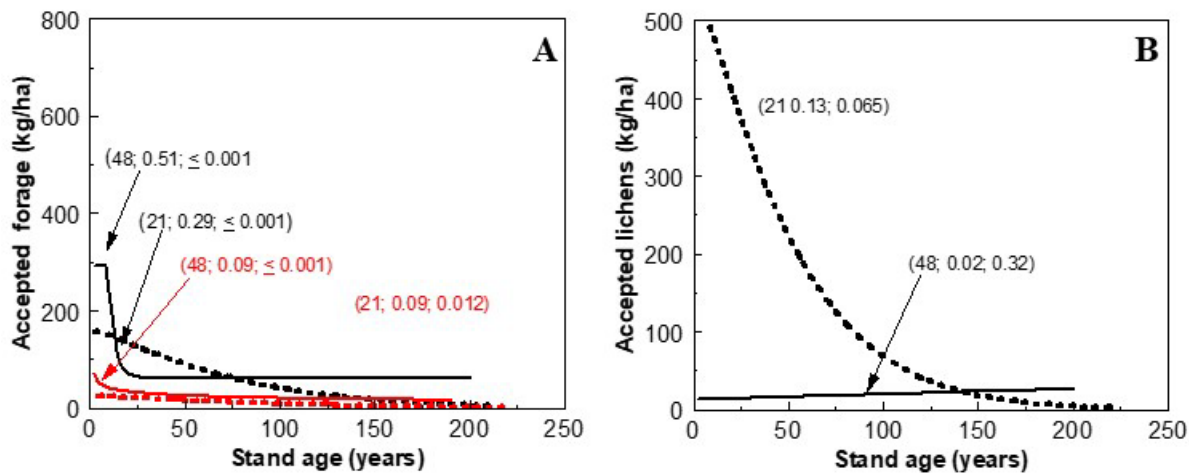 800
600
400
200
0
Accepted forage (kg/ha)
A
(48; 0.51; ≤ 0.001
(21; 0.29; ≤ 0.001)
(48; 0.09; ≤ 0.001)
(21; 0.09; 0.012)
0 50 100 150 200 250
Stand age (years)
500
400
300
200
100
0
Accepted lichens (kg/ha)
B
(21 0.13; 0.065)
(48; 0.02; 0.32)
0 50 100 150 200 250
Stand age (years)